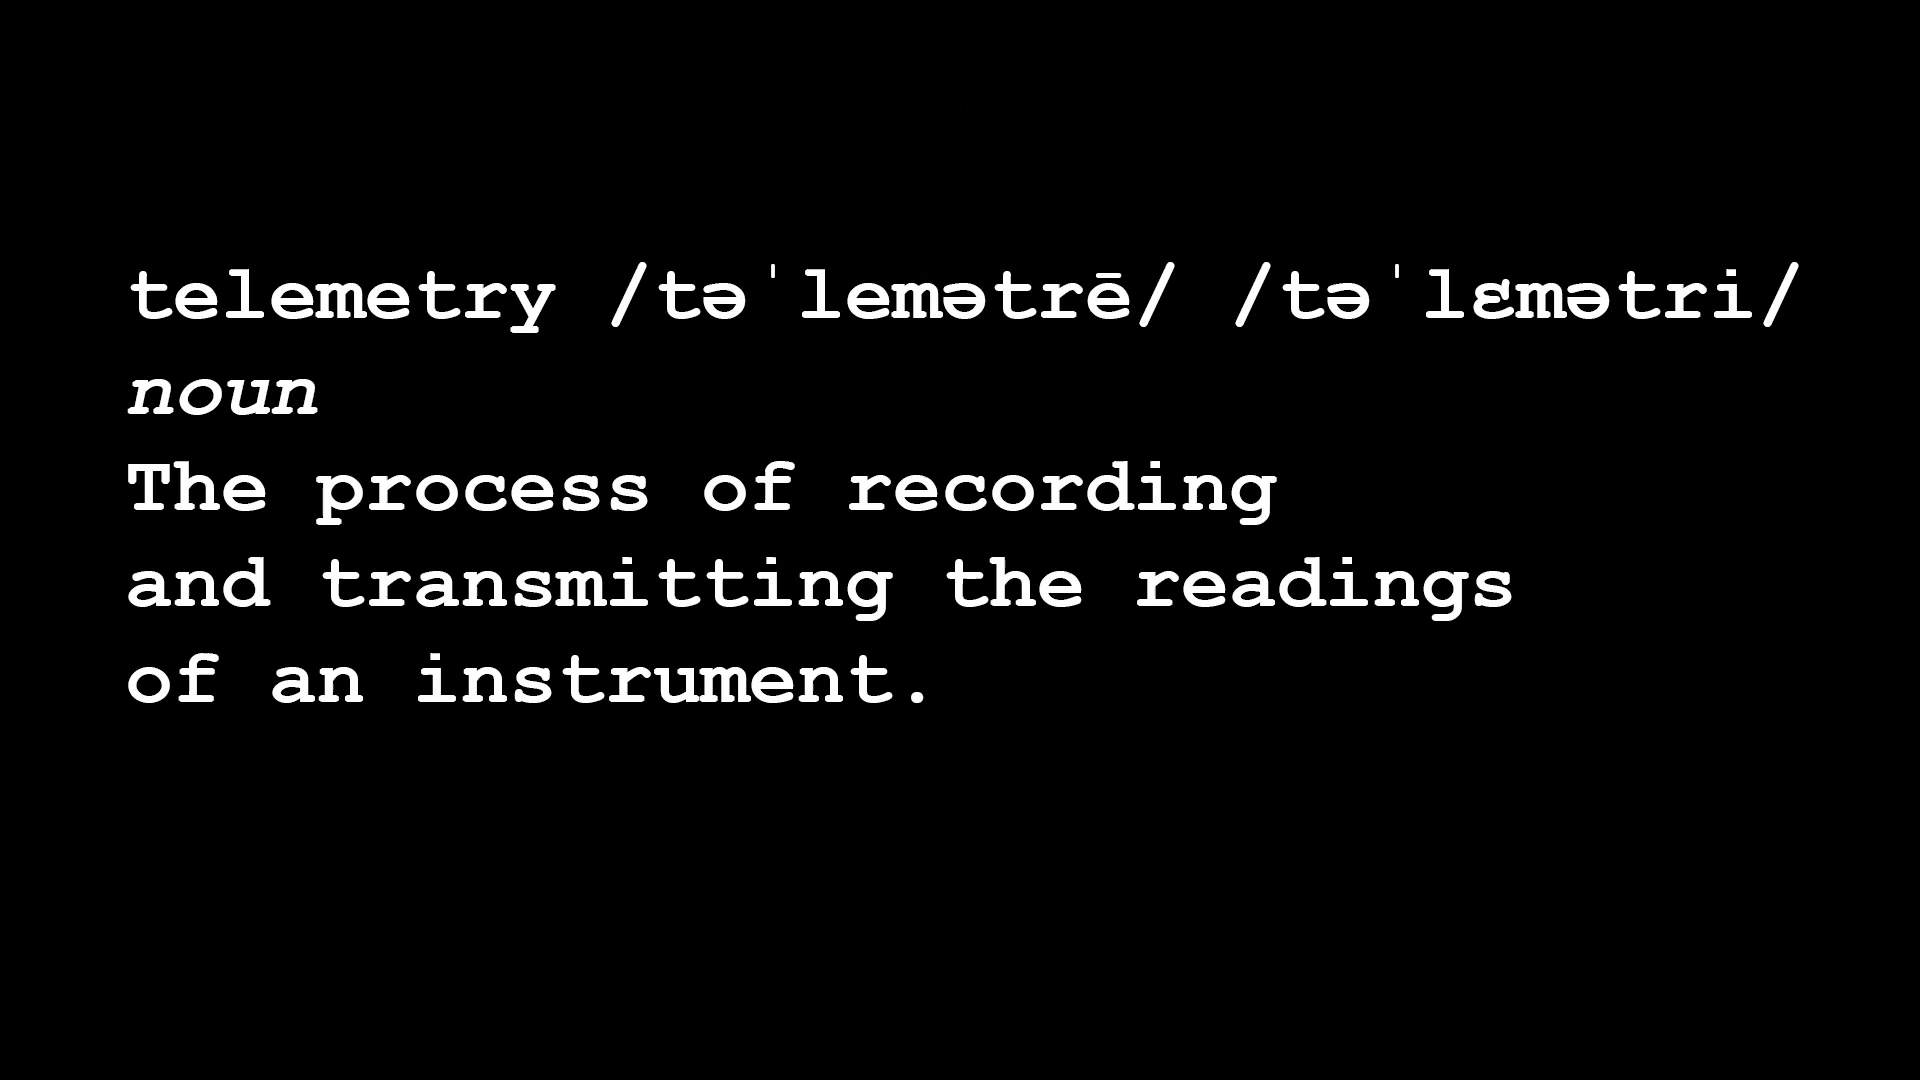 telemetry /təˈlemətrē/ /təˈlɛmətri/
noun
The process of recording
and transmitting the readings
of an instrument.